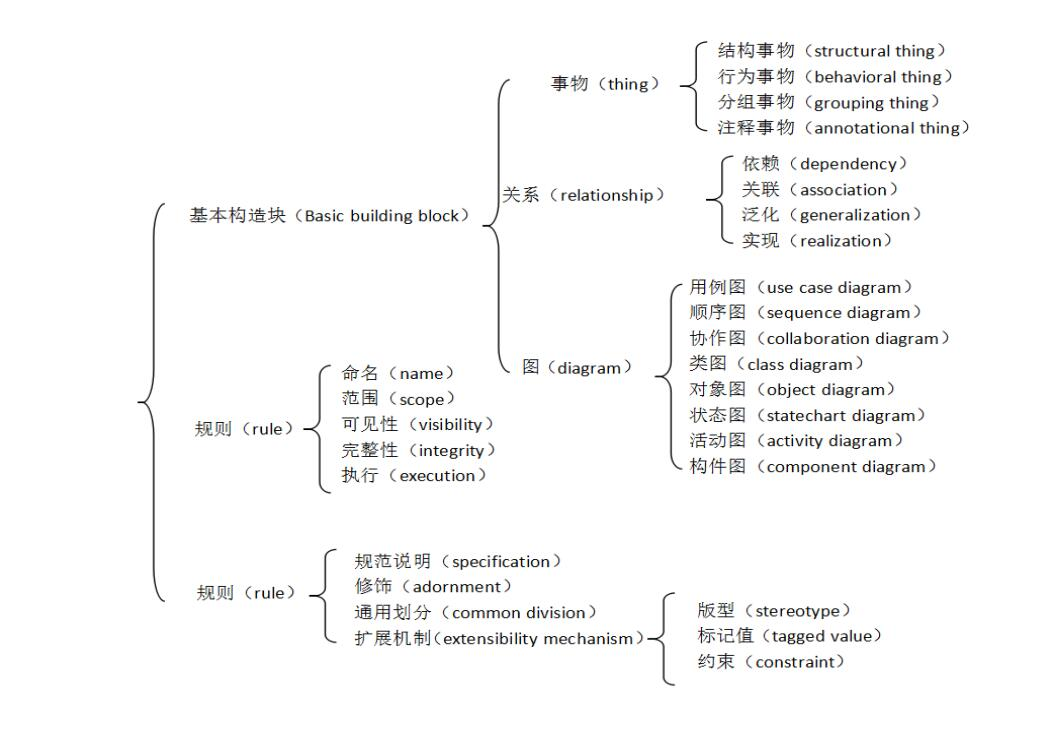 基本构造块（Basic building block）
事物（thing）
结构事物（structural thing）
行为事物（behavioral thing）
分组事物（grouping thing）
注释事物（annotational thing）
关系（relationship）
依赖（dependency）
关联（association）
泛化（generalization）
实现（realization）
图（diagram）
用例图（use case diagram）
顺序图（sequence diagram）
协作图（collaboration diagram）
类图（class diagram）
对象图（object diagram）
状态图（statechart diagram）
活动图（activity diagram）
构件图（component diagram）
规则（rule）
命名（name）
范围（scope）
可见性（visibility）
完整性（integrity）
执行（execution）
规则（rule）
规范说明（specification）
修饰（adornment）
通用划分（common division）
扩展机制(extensibility mechanism）
版型（stereotype）
标记值（tagged value）
约束（constraint）